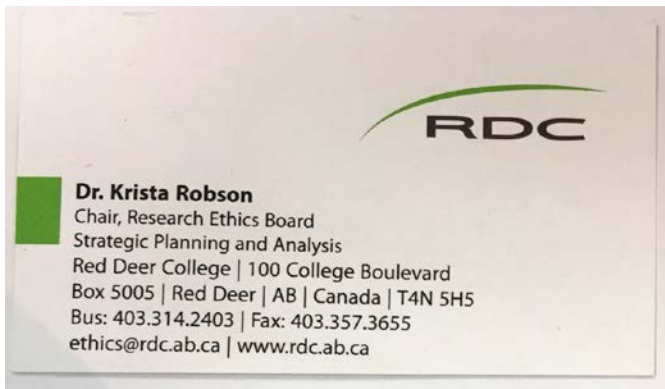 RDC
Dr. Krista Robson
Chair, Research Ethics Board
Strategic Planning and Analysis
Red Deer College | 100 College Boulevard
Box 5005 | Red Deer | AB | Canada | T4N 5H5
Bus: 403.314.2403 | Fax: 403.357.3655
ethics@rdc.ab.ca | www.rdc.ab.ca